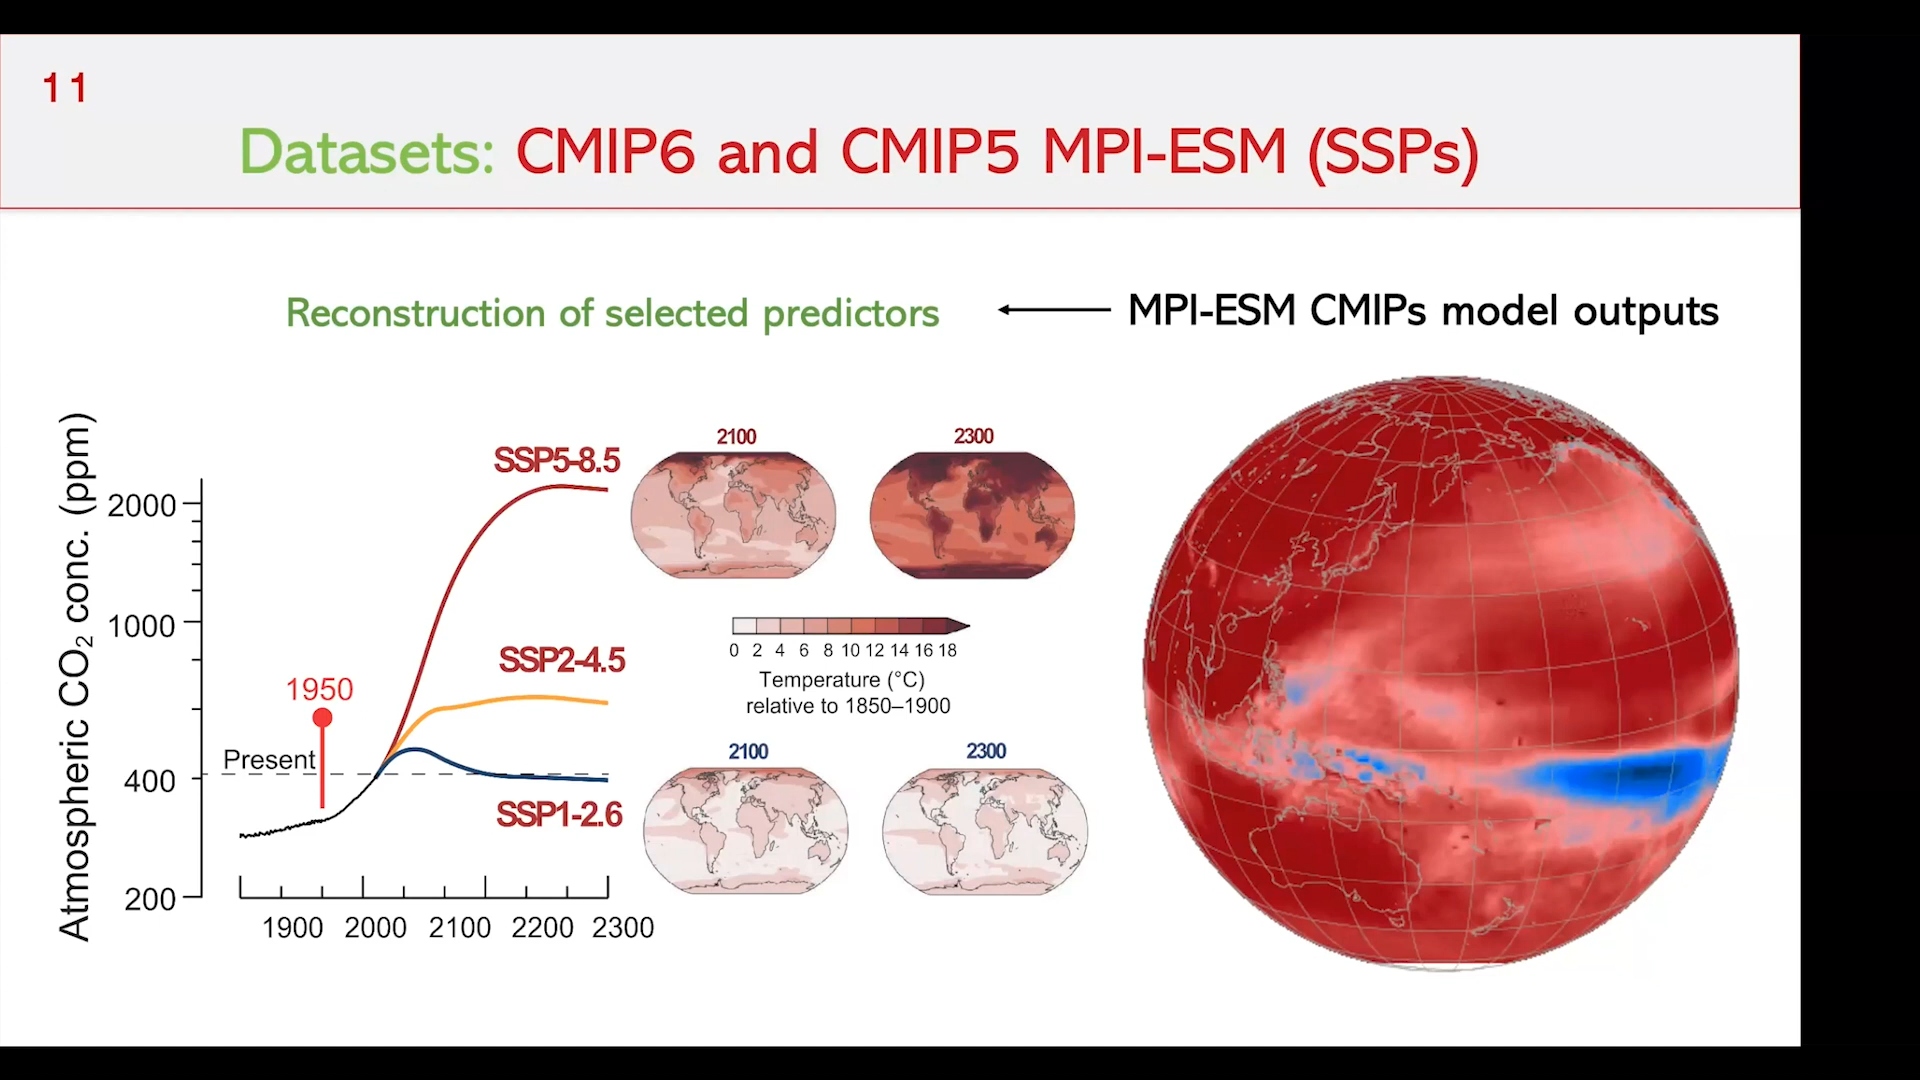 11
Datasets: CMIP6 and CMIP5 MPI-ESM (SSPs)
Reconstruction of selected predictors
MPI-ESM CMIPs model outputs
Atmospheric CO₂ conc. (ppm)
2000
1000
400
200
1900 2000 2100 2200 2300
1950
Present
SSP5-8.5
SSP2-4.5
SSP1-2.6
2100
2300
0 2 4 6 8 10 12 14 16 18
Temperature (°C)
relative to 1850–1900
2100
2300